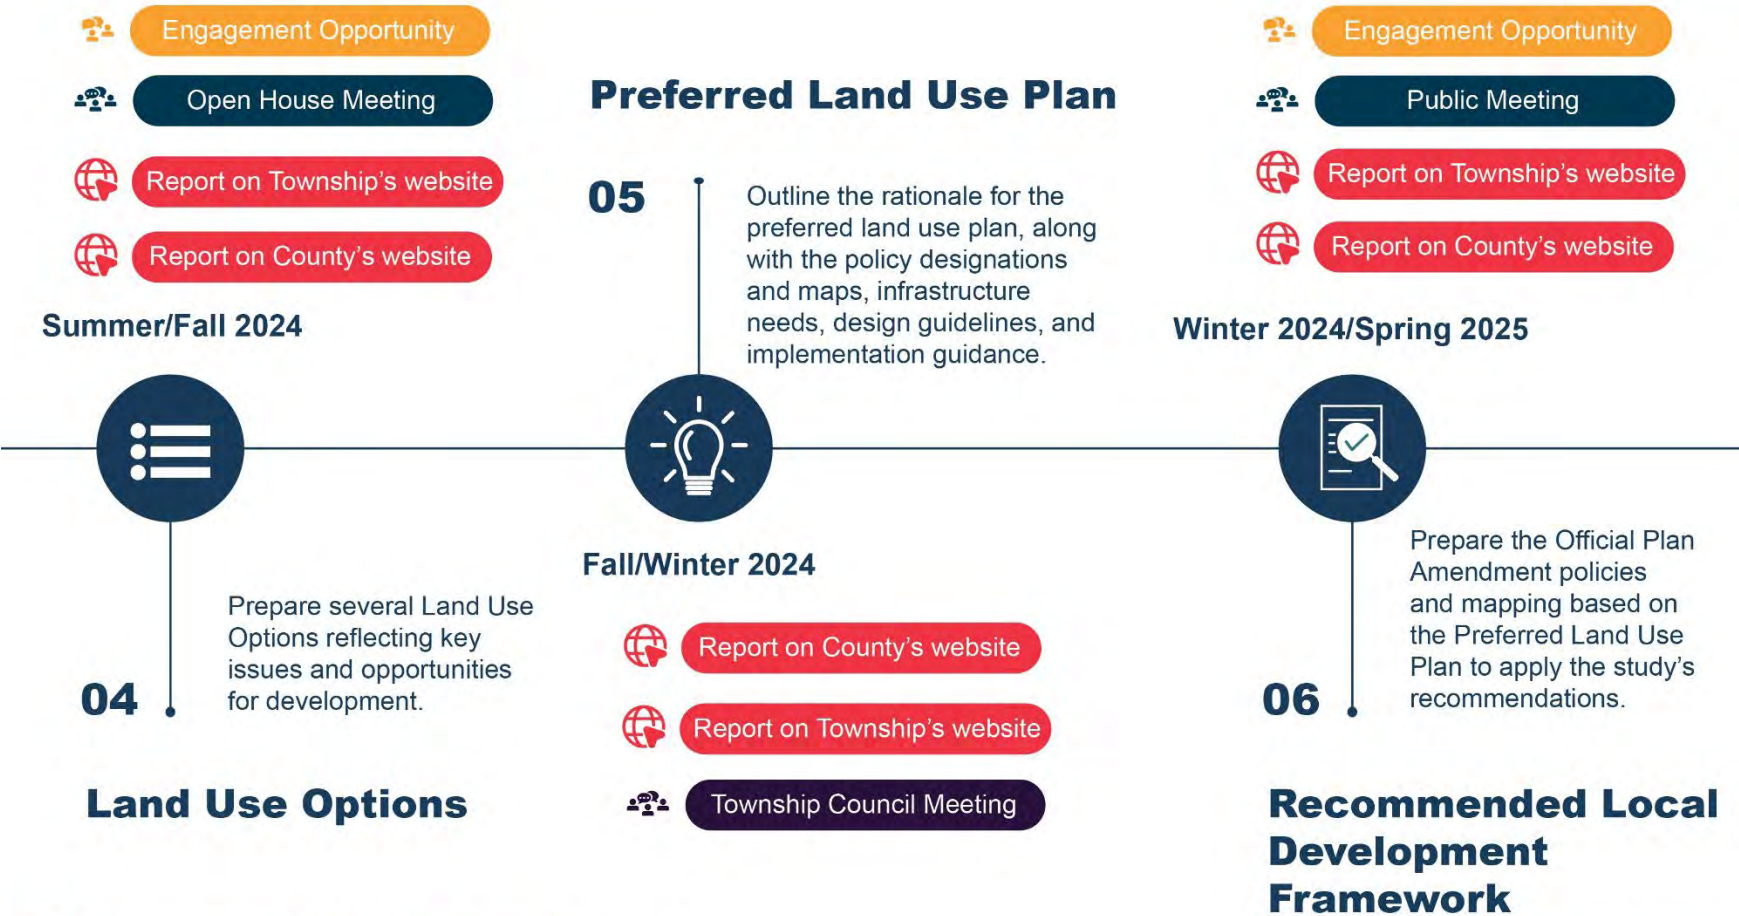 Engagement Opportunity
Open House Meeting
Report on Township’s website
Report on County’s website
Summer/Fall 2024
04
Prepare several Land Use
Options reflecting key
issues and opportunities
for development.
Land Use Options
Preferred Land Use Plan
05
Outline the rationale for the
preferred land use plan, along
with the policy designations
and maps, infrastructure
needs, design guidelines, and
implementation guidance.
Fall/Winter 2024
Report on County’s website
Report on Township’s website
Township Council Meeting
Engagement Opportunity
Public Meeting
Report on Township’s website
Report on County’s website
Winter 2024/Spring 2025
06
Prepare the Official Plan
Amendment policies
and mapping based on
the Preferred Land Use
Plan to apply the study’s
recommendations.
Recommended Local
Development
Framework